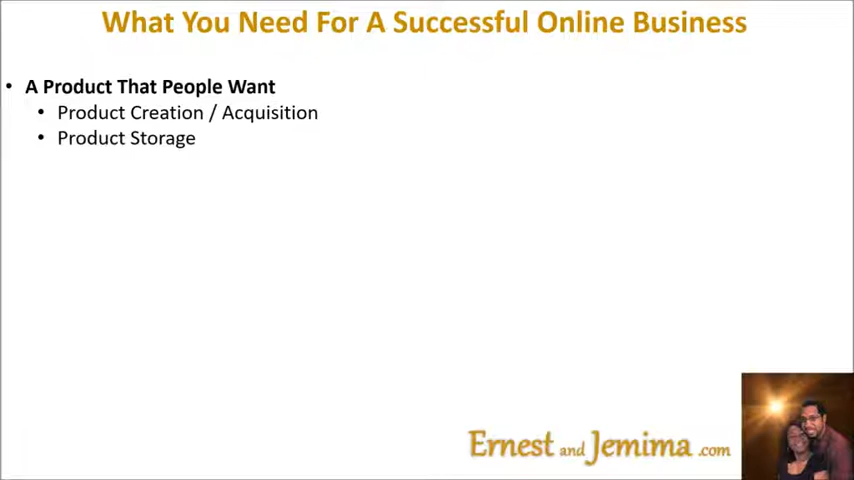 What You Need For A Successful Online Business
• A Product That People Want
• Product Creation / Acquisition
• Product Storage
Ernest and Jemima .com